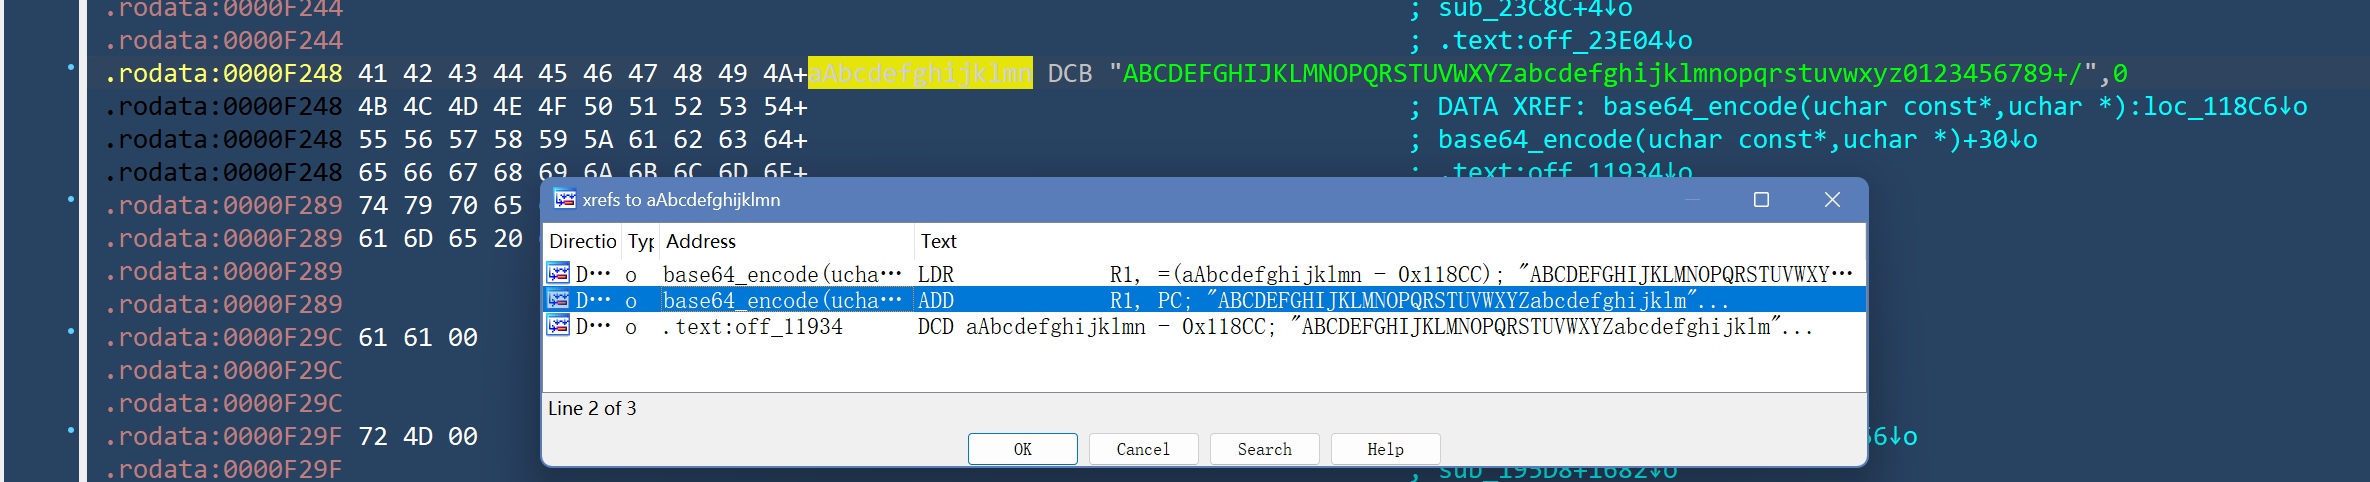 .rodata:0000F244 ; sub_23C8C+4↓o
.rodata:0000F244 ; .text:off_23E04↓o
.rodata:0000F248 41 42 43 44 45 46 47 48 49 4A+aAbcdefghijklmn DCB "ABCDEFGHIJKLMNOPQRSTUVWXYZabcdefghijklmnopqrstuvwxyz0123456789+/",0
.rodata:0000F248 4B 4C 4D 4E 4F 50 51 52 53 54+ ; DATA XREF: base64_encode(uchar const*,uchar *):loc_118C6↓o
.rodata:0000F248 55 56 57 58 59 5A 61 62 63 64+ ; base64_encode(uchar const*,uchar *)+30↓o
.rodata:0000F248 65 66 67 68 69 6A 6B 6C 6D 6E+ ; .text:off_11934↓o
.rodata:0000F289 74 79 70 65
.rodata:0000F289 61 6D 65 20
.rodata:0000F289
.rodata:0000F289
.rodata:0000F29C 61 61 00
.rodata:0000F29C
.rodata:0000F29C
.rodata:0000F29F 72 4D 00
.rodata:0000F29F ; sub_195D8+1682↓o
xrefs to aAbcdefghijklmn
Directio Typ Address Text
D··· o base64_encode(ucha··· LDR R1, =(aAbcdefghijklmn - 0x118CC); "ABCDEFGHIJKLMNOPQRSTUVWXY···
D··· o base64_encode(ucha··· ADD R1, PC; "ABCDEFGHIJKLMNOPQRSTUVWXYZabcdefghijklm"...
D··· o .text:off_11934 DCD aAbcdefghijklmn - 0x118CC; "ABCDEFGHIJKLMNOPQRSTUVWXYZabcdefghijklm"...
Line 2 of 3
OK Cancel Search Help